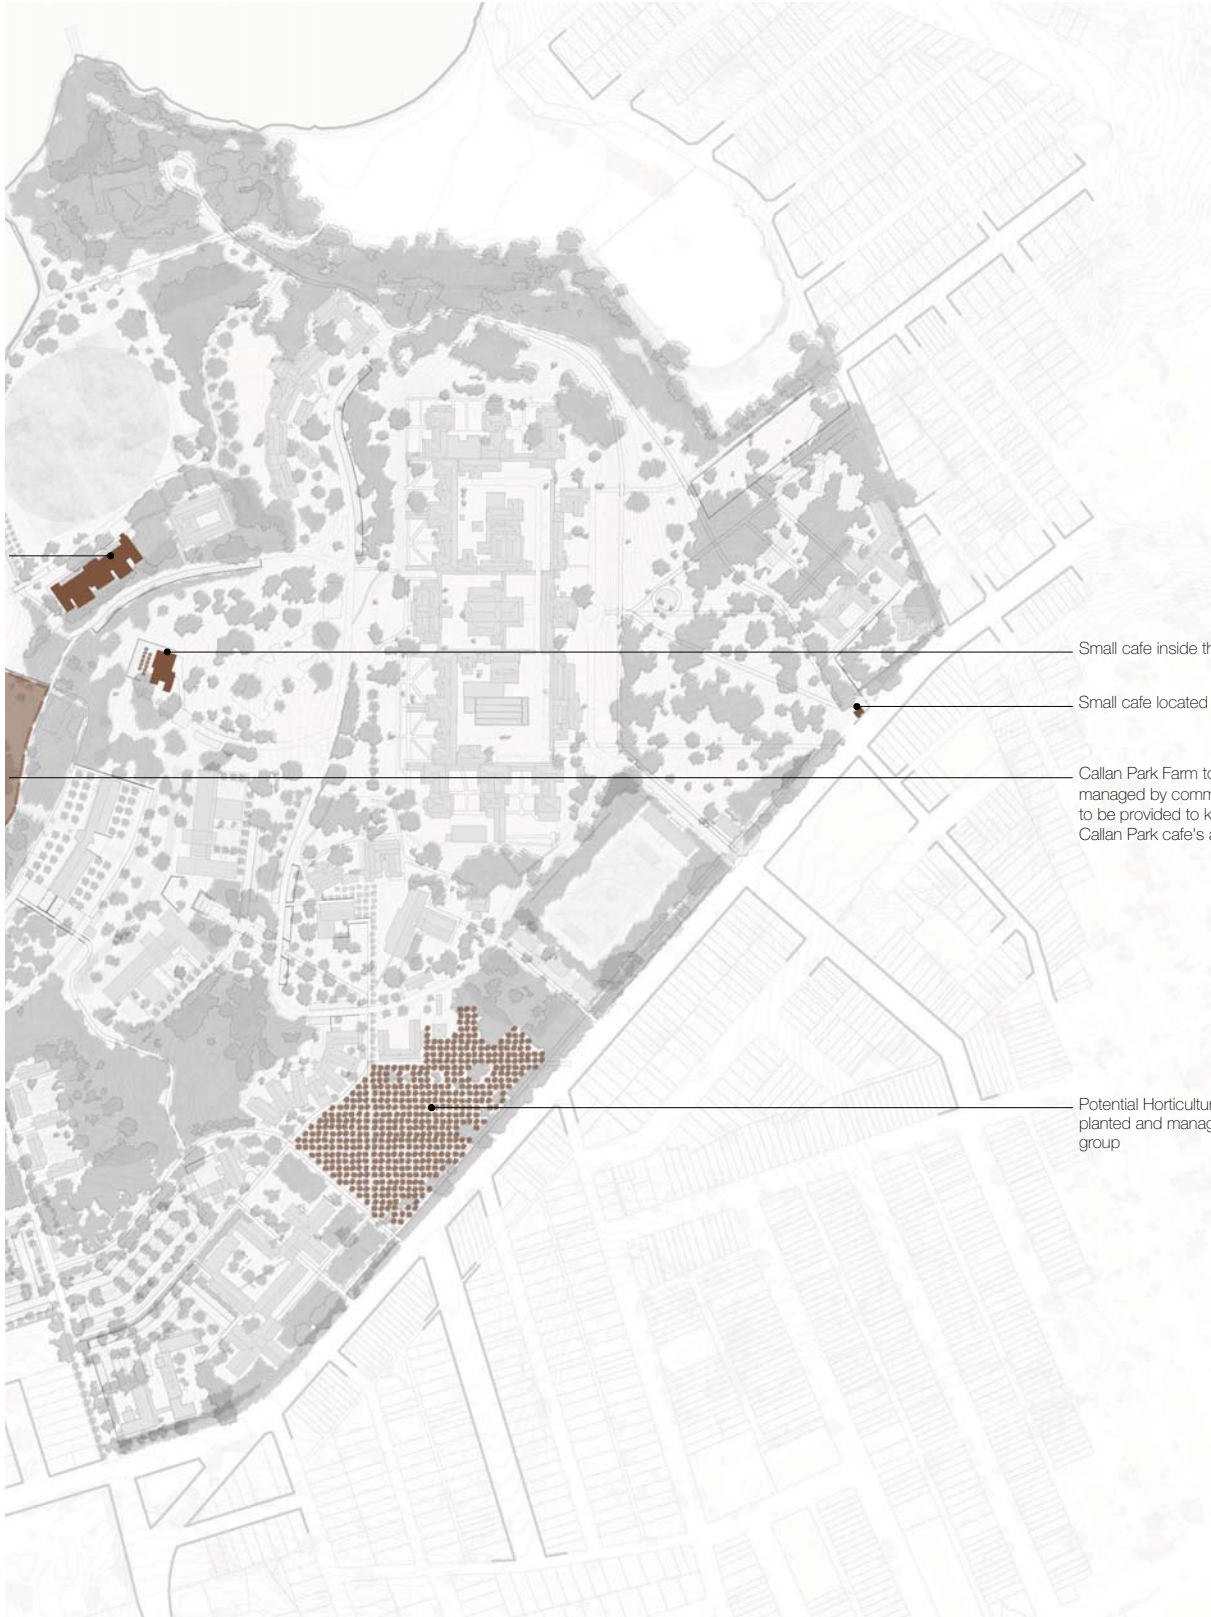 Small cafe inside th
Small cafe located
Callan Park Farm to
managed by comm
to be provided to k
Callan Park cafe's a
Potential Horticultur
planted and manag
group